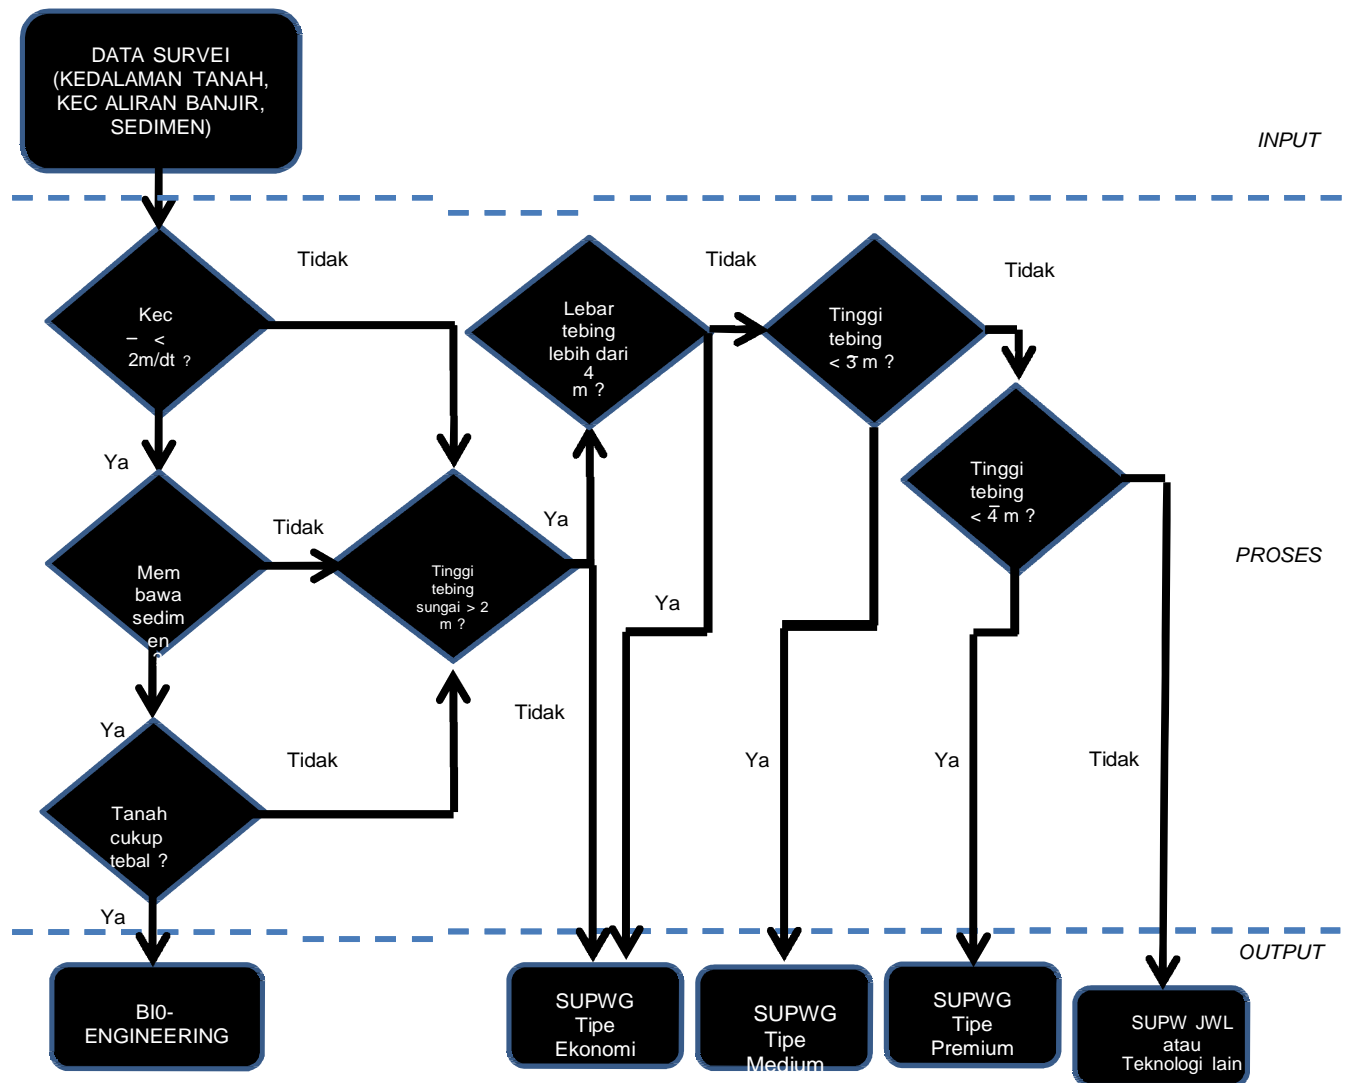 DATA SURVEI
(KEDALAMAN TANAH,
KEC ALIRAN BANJIR,
SEDIMEN)
INPUT
Tidak
Kec
_ <
2m/dt ?
Ya
Lebar
tebing
lebih dari
4
m ?
Tidak
Tinggi
tebing
< 3 m ?
Tidak
Tinggi
tebing
< 4 m ?
Mem
bawa
sedim
en
?
Tidak
Tinggi
tebing
sungai > 2
m ?
Ya
Ya
Tidak
PROSES
Ya
Tanah
cukup
tebal ?
Tidak
Ya
Ya
Ya
Tidak
OUTPUT
BI0-
ENGINEERING
SUPWG
Tipe
Ekonomi
SUPWG
Tipe
Medium
SUPWG
Tipe
Premium
SUPW JWL
atau
Teknologi lain